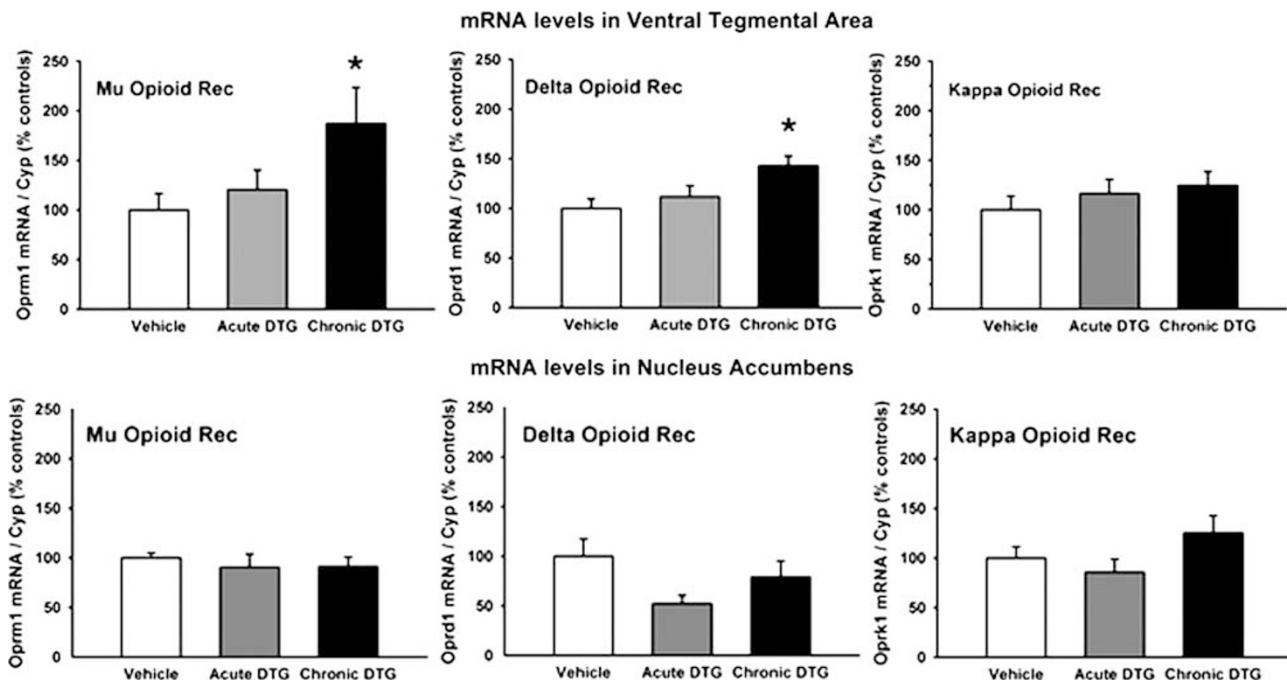 mRNA levels in Ventral Tegmental Area
Oprm1 mRNA / Cyp (% controls)
250
200
150
100
50
0
Mu Opioid Rec
*
Vehicle Acute DTG Chronic DTG
Oprd1 mRNA / Cyp (% controls)
250
200
150
100
50
0
Delta Opioid Rec
*
Vehicle Acute DTG Chronic DTG
Oprk1 mRNA / Cyp (% controls)
250
200
150
100
50
0
Kappa Opioid Rec
Vehicle Acute DTG Chronic DTG
mRNA levels in Nucleus Accumbens
Oprm1 mRNA / Cyp (% controls)
250
200
150
100
50
0
Mu Opioid Rec
Vehicle Acute DTG Chronic DTG
Oprd1 mRNA / Cyp (% controls)
250
200
150
100
50
0
Delta Opioid Rec
Vehicle Acute DTG Chronic DTG
Oprk1 mRNA / Cyp (% controls)
250
200
150
100
50
0
Kappa Opioid Rec
Vehicle Acute DTG Chronic DTG